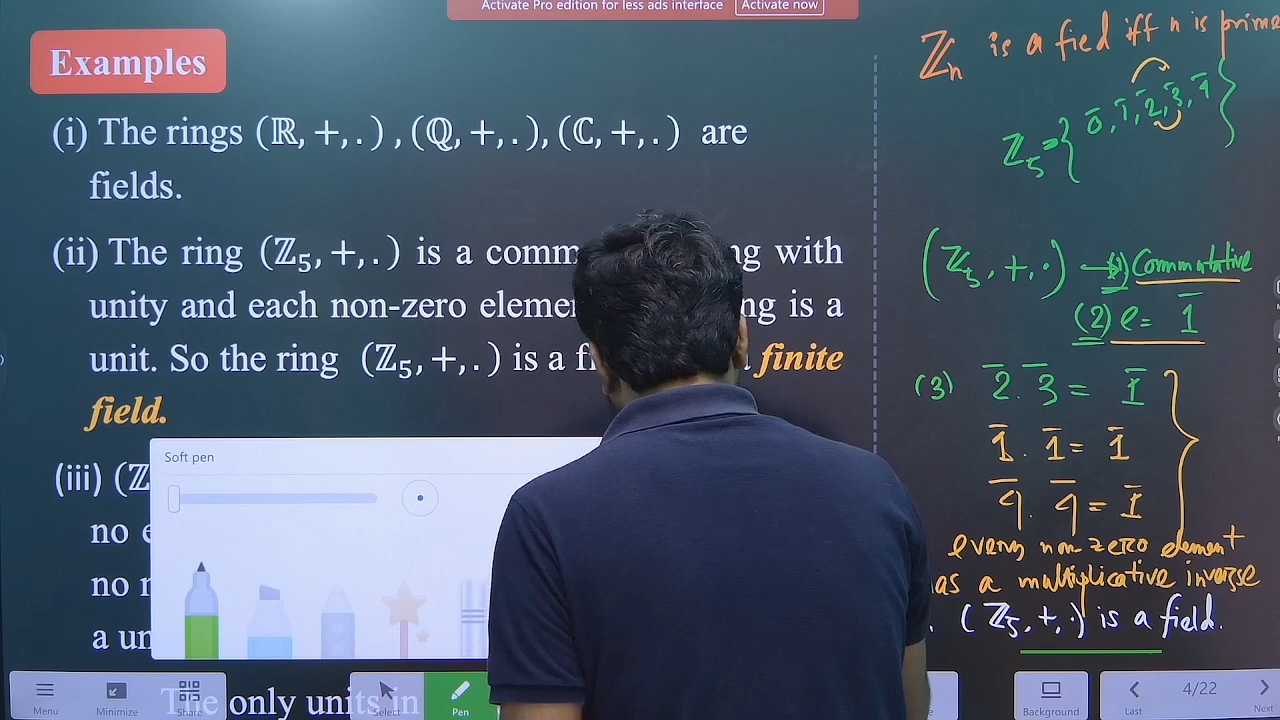 Activate Pro edition for less ads interface Activate now
Examples
(i) The rings (ℝ, +, .) , (ℚ, +, .), (ℂ, +, .) are
fields.
(ii) The ring (ℤ₅, +, .) is a comm ng with
unity and each non-zero elemen ng is a
unit. So the ring (ℤ₅, +, .) is a fi finite
field.
(iii) (ℤ
no e
no
a un
The only units in
Soft pen
ℤn is a fied iff n is prime
ℤ₅ = { 0̄, 1̄, 2̄, 3̄, 4̄ }
(ℤ₅, +, ·) → (1) Commutative
(2) e = 1̄
(3) 2̄ . 3̄ = 1̄
1̄ . 1̄ = 1̄
4̄ . 4̄ = 1̄
every non-zero element
as a multiplicative inverse
(ℤ₅, +, ·) is a field.
Menu Minimize Share Select Pen Background Last 4/22 Next